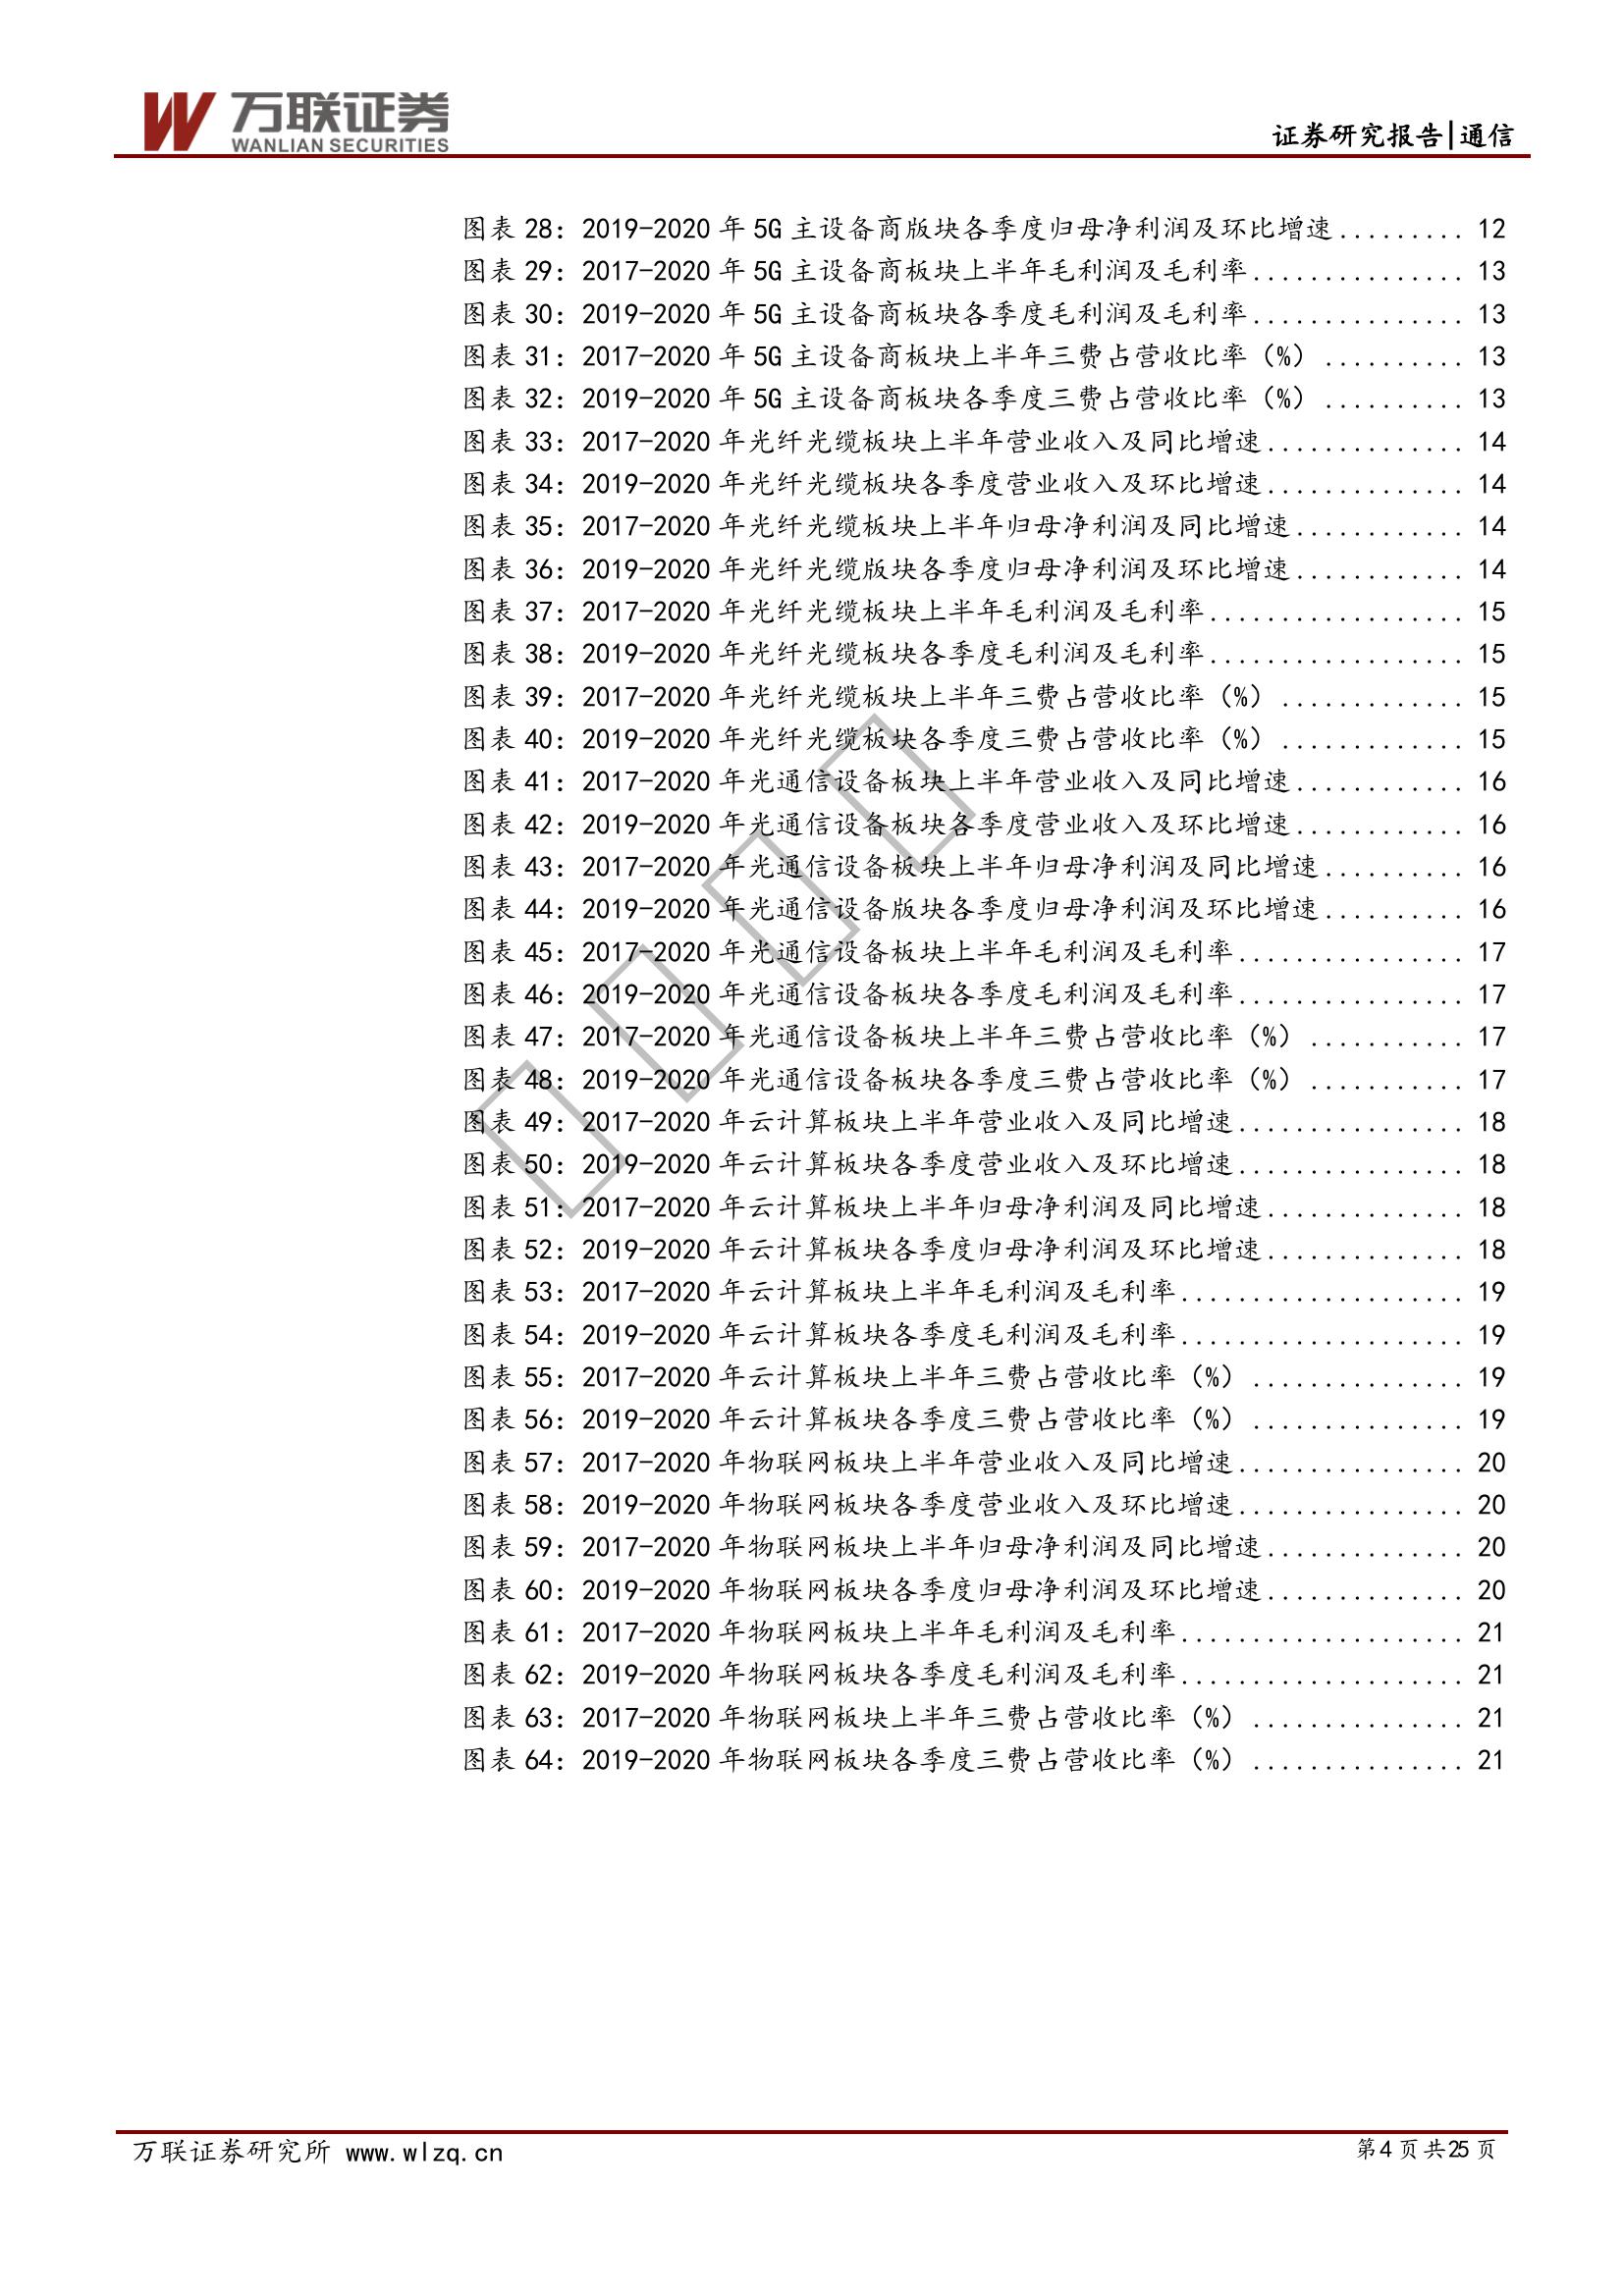 万联证券
WANLIAN SECURITIES
证券研究报告|通信
图表 28：2019-2020 年 5G 主设备商版块各季度归母净利润及环比增速......... 12
图表 29：2017-2020 年 5G 主设备商板块上半年毛利润及毛利率............... 13
图表 30：2019-2020 年 5G 主设备商板块各季度毛利润及毛利率............... 13
图表 31：2017-2020 年 5G 主设备商板块上半年三费占营收比率（%）.......... 13
图表 32：2019-2020 年 5G 主设备商板块各季度三费占营收比率（%）.......... 13
图表 33：2017-2020 年光纤光缆板块上半年营业收入及同比增速.............. 14
图表 34：2019-2020 年光纤光缆板块各季度营业收入及环比增速.............. 14
图表 35：2017-2020 年光纤光缆板块上半年归母净利润及同比增速............ 14
图表 36：2019-2020 年光纤光缆版块各季度归母净利润及环比增速............ 14
图表 37：2017-2020 年光纤光缆板块上半年毛利润及毛利率.................. 15
图表 38：2019-2020 年光纤光缆板块各季度毛利润及毛利率.................. 15
图表 39：2017-2020 年光纤光缆板块上半年三费占营收比率（%）............. 15
图表 40：2019-2020 年光纤光缆板块各季度三费占营收比率（%）............. 15
图表 41：2017-2020 年光通信设备板块上半年营业收入及同比增速............ 16
图表 42：2019-2020 年光通信设备板块各季度营业收入及环比增速............ 16
图表 43：2017-2020 年光通信设备板块上半年归母净利润及同比增速.......... 16
图表 44：2019-2020 年光通信设备版块各季度归母净利润及环比增速.......... 16
图表 45：2017-2020 年光通信设备板块上半年毛利润及毛利率................ 17
图表 46：2019-2020 年光通信设备板块各季度毛利润及毛利率................ 17
图表 47：2017-2020 年光通信设备板块上半年三费占营收比率（%）........... 17
图表 48：2019-2020 年光通信设备板块各季度三费占营收比率（%）........... 17
图表 49：2017-2020 年云计算板块上半年营业收入及同比增速................ 18
图表 50：2019-2020 年云计算板块各季度营业收入及环比增速................ 18
图表 51：2017-2020 年云计算板块上半年归母净利润及同比增速.............. 18
图表 52：2019-2020 年云计算板块各季度归母净利润及环比增速.............. 18
图表 53：2017-2020 年云计算板块上半年毛利润及毛利率.................... 19
图表 54：2019-2020 年云计算板块各季度毛利润及毛利率.................... 19
图表 55：2017-2020 年云计算板块上半年三费占营收比率（%）............... 19
图表 56：2019-2020 年云计算板块各季度三费占营收比率（%）............... 19
图表 57：2017-2020 年物联网板块上半年营业收入及同比增速................ 20
图表 58：2019-2020 年物联网板块各季度营业收入及环比增速................ 20
图表 59：2017-2020 年物联网板块上半年归母净利润及同比增速.............. 20
图表 60：2019-2020 年物联网板块各季度归母净利润及环比增速.............. 20
图表 61：2017-2020 年物联网板块上半年毛利润及毛利率.................... 21
图表 62：2019-2020 年物联网板块各季度毛利润及毛利率.................... 21
图表 63：2017-2020 年物联网板块上半年三费占营收比率（%）............... 21
图表 64：2019-2020 年物联网板块各季度三费占营收比率（%）............... 21
万联证券研究所 www.wlzq.cn
第4 页共25 页